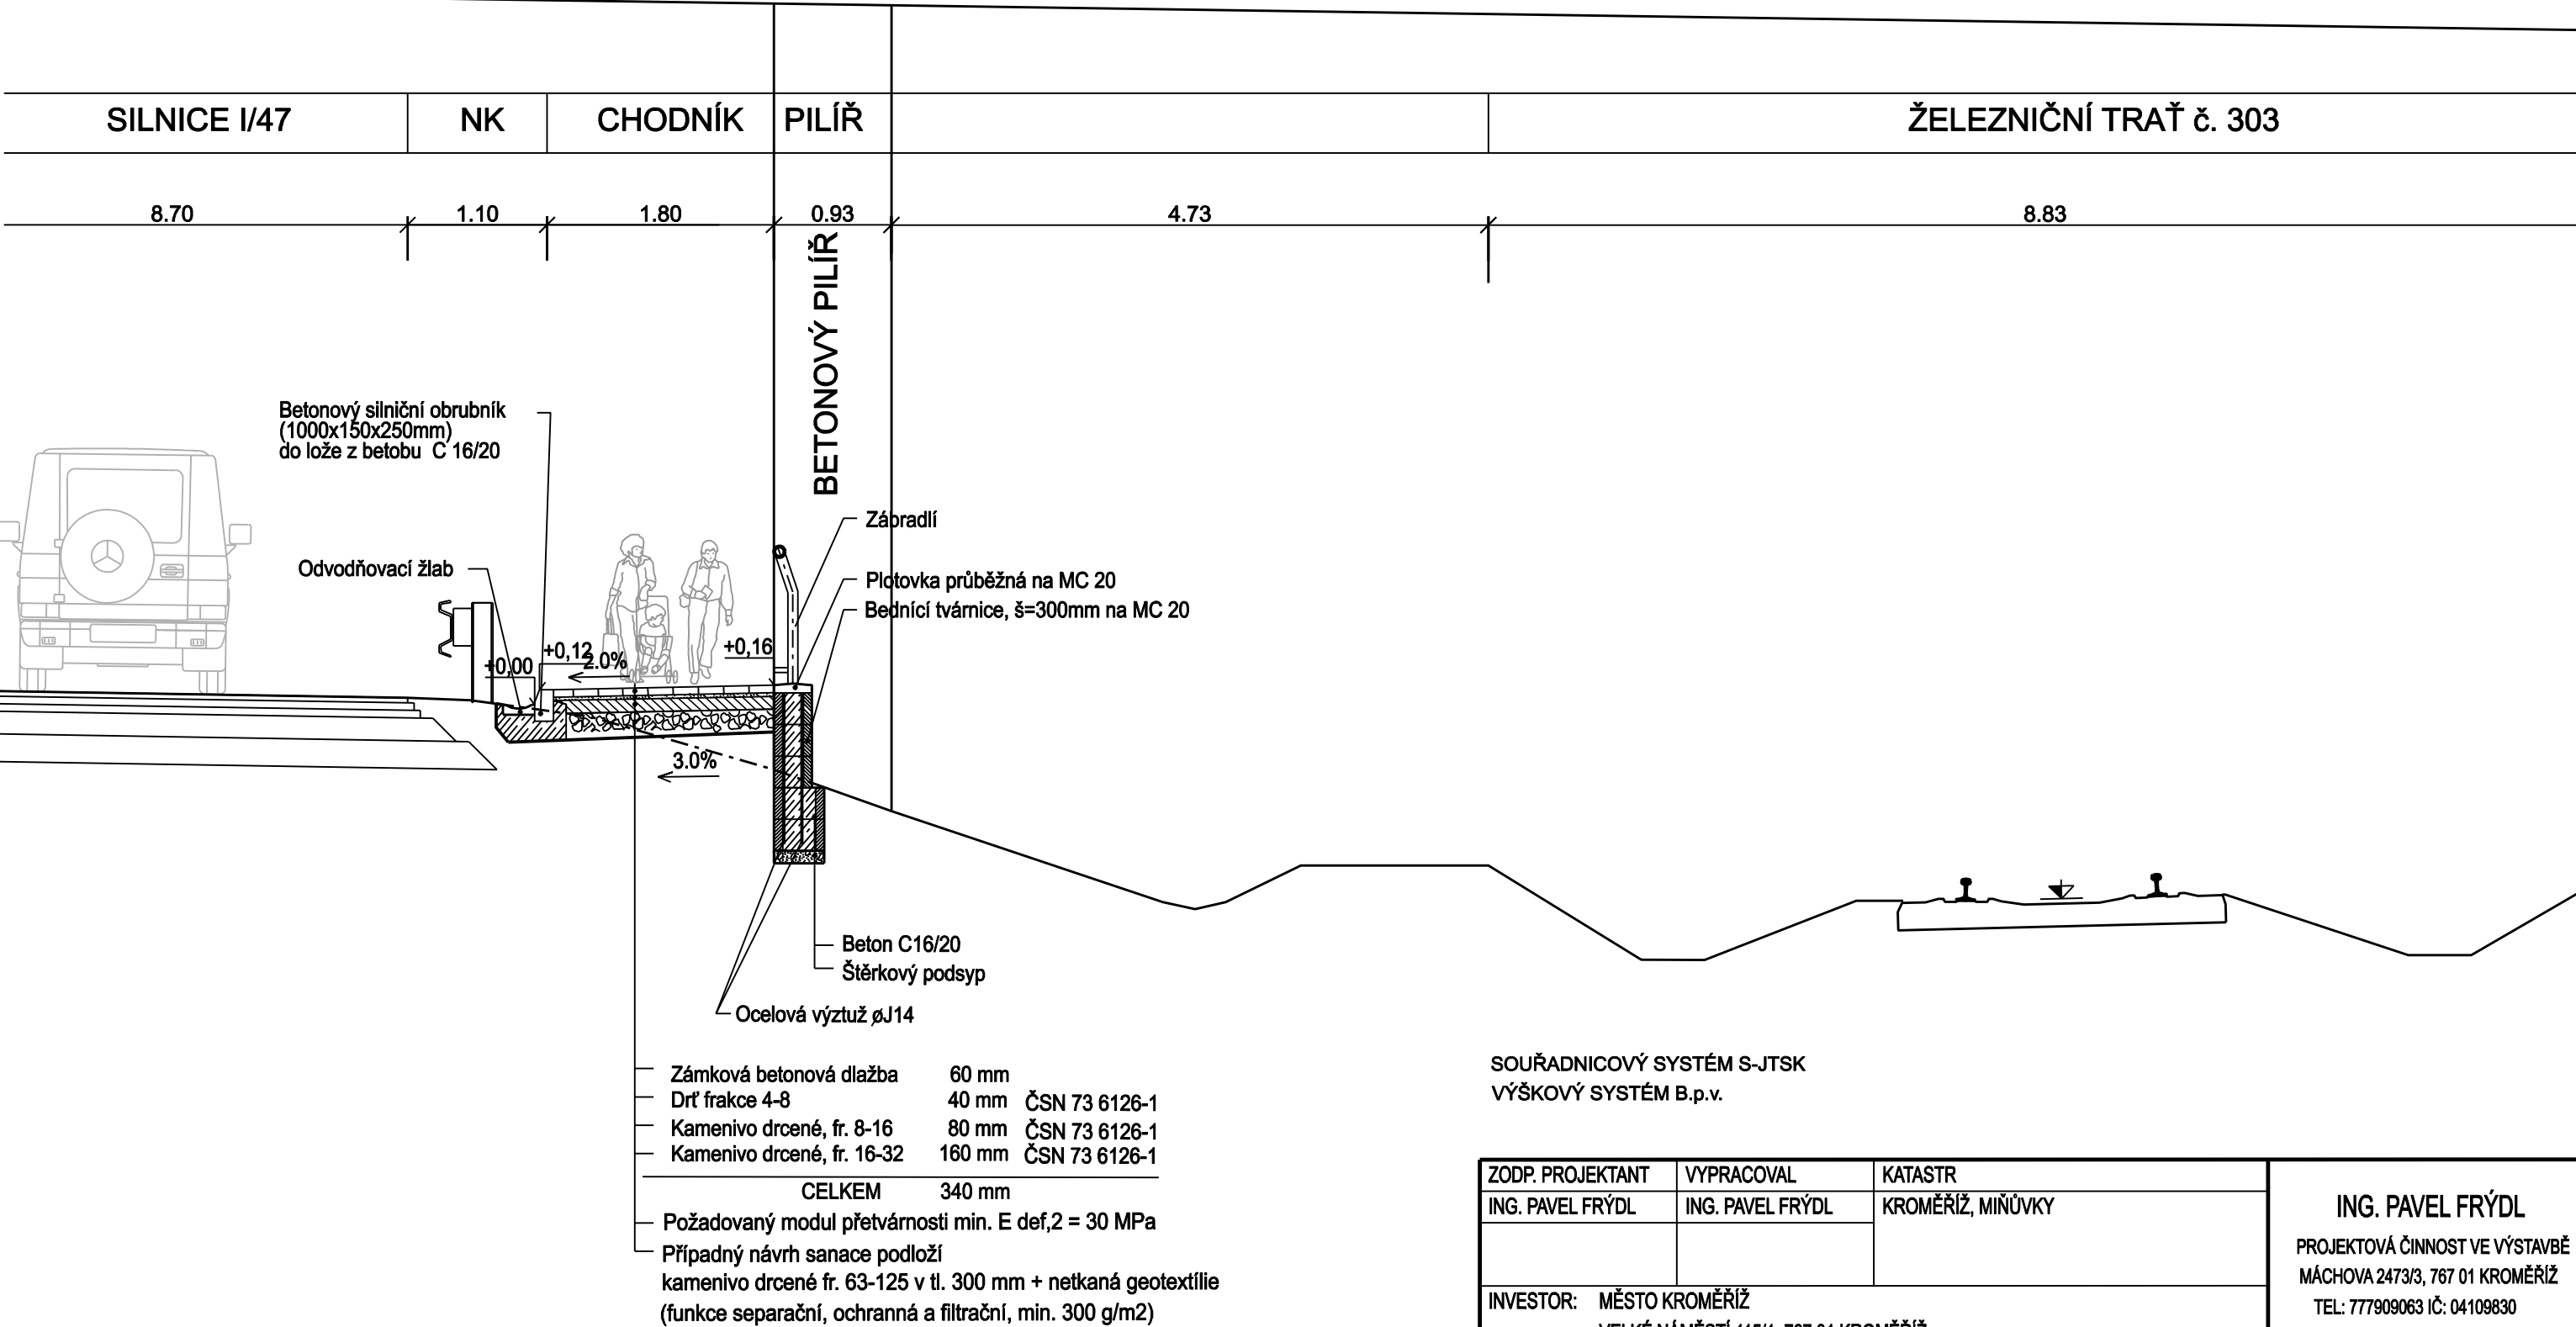 SILNICE I/47 NK CHODNÍK PILÍŘ ŽELEZNIČNÍ TRAŤ č. 303
8.70 1.10 1.80 0.93 4.73 8.83
BETONOVÝ PILÍŘ
Betonový silniční obrubník
(1000x150x250mm)
do lože z betobu C 16/20
Odvodňovací žlab
Zábradlí
Plotovka průběžná na MC 20
Bednící tvárnice, š=300mm na MC 20
+0,00
+0,12
2.0%
+0,16
3.0%
Beton C16/20
Štěrkový podsyp
Ocelová výztuž øJ14
Zámková betonová dlažba 60 mm
Drť frakce 4-8 40 mm ČSN 73 6126-1
Kamenivo drcené, fr. 8-16 80 mm ČSN 73 6126-1
Kamenivo drcené, fr. 16-32 160 mm ČSN 73 6126-1
CELKEM 340 mm
Požadovaný modul přetvárnosti min. E def,2 = 30 MPa
Případný návrh sanace podloží
kamenivo drcené fr. 63-125 v tl. 300 mm + netkaná geotextílie
(funkce separační, ochranná a filtrační, min. 300 g/m2)
SOUŘADNICOVÝ SYSTÉM S-JTSK
VÝŠKOVÝ SYSTÉM B.p.v.
ZODP. PROJEKTANT VYPRACOVAL KATASTR
ING. PAVEL FRÝDL ING. PAVEL FRÝDL KROMĚŘÍŽ, MIŇŮVKY
INVESTOR: MĚSTO KROMĚŘÍŽ
ING. PAVEL FRÝDL
PROJEKTOVÁ ČINNOST VE VÝSTAVBĚ
MÁCHOVA 2473/3, 767 01 KROMĚŘÍŽ
TEL: 777909063 IČ: 04109830